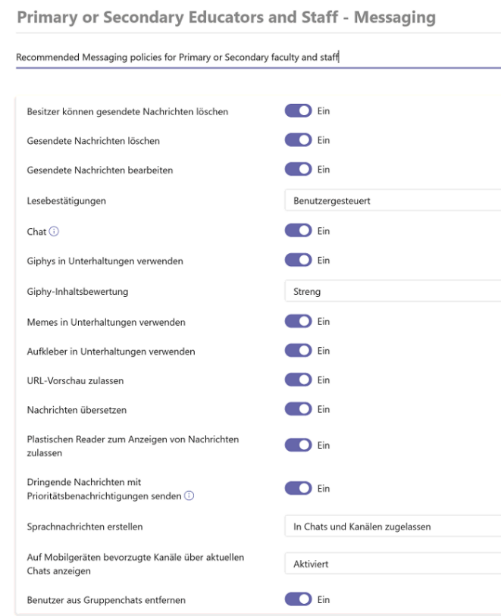 Primary or Secondary Educators and Staff - Messaging
Recommended Messaging policies for Primary or Secondary faculty and staff
Besitzer können gesendete Nachrichten löschen Ein
Gesendete Nachrichten löschen Ein
Gesendete Nachrichten bearbeiten Ein
Lesebestätigungen Benutzergesteuert
Chat Ein
Giphys in Unterhaltungen verwenden Ein
Giphy-Inhaltsbewertung Streng
Memes in Unterhaltungen verwenden Ein
Aufkleber in Unterhaltungen verwenden Ein
URL-Vorschau zulassen Ein
Nachrichten übersetzen Ein
Plastischen Reader zum Anzeigen von Nachrichten
zulassen Ein
Dringende Nachrichten mit
Prioritätsbenachrichtigungen senden Ein
Sprachnachrichten erstellen In Chats und Kanälen zugelassen
Auf Mobilgeräten bevorzugte Kanäle über aktuellen
Chats anzeigen Aktiviert
Benutzer aus Gruppenchats entfernen Ein